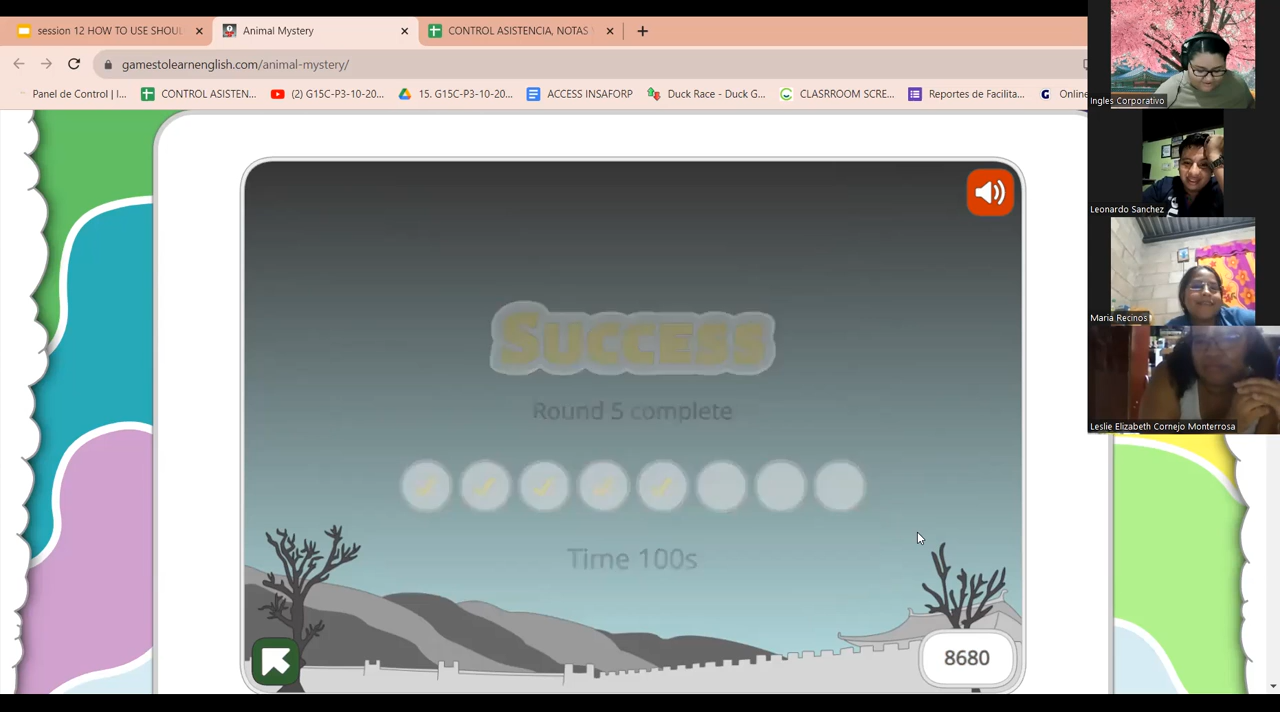 session 12 HOW TO USE SHOUL
Animal Mystery
CONTROL ASISTENCIA, NOTAS
gamestolearnenglish.com/animal-mystery/
Panel de Control | I...
CONTROL ASISTEN...
(2) G15C-P3-10-20...
15. G15C-P3-10-20...
ACCESS INSAFORP
Duck Race - Duck G...
CLASRROOM SCRE...
Reportes de Facilita...
Online
Ingles Corporativo
Leonardo Sanchez
Maria Recinos
Leslie Elizabeth Cornejo Monterrosa
Success
Round 5 complete
Time 100s
8680